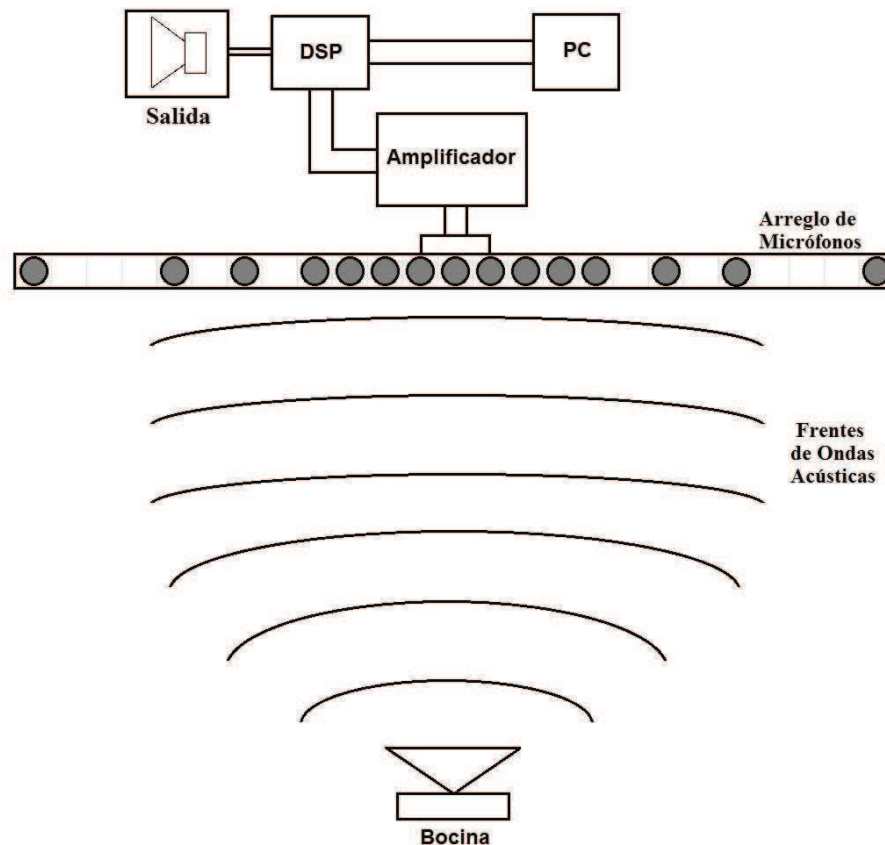 DSP
PC
Salida
Amplificador
Arreglo de
Micrófonos
Frentes
de Ondas
Acústicas
Bocina